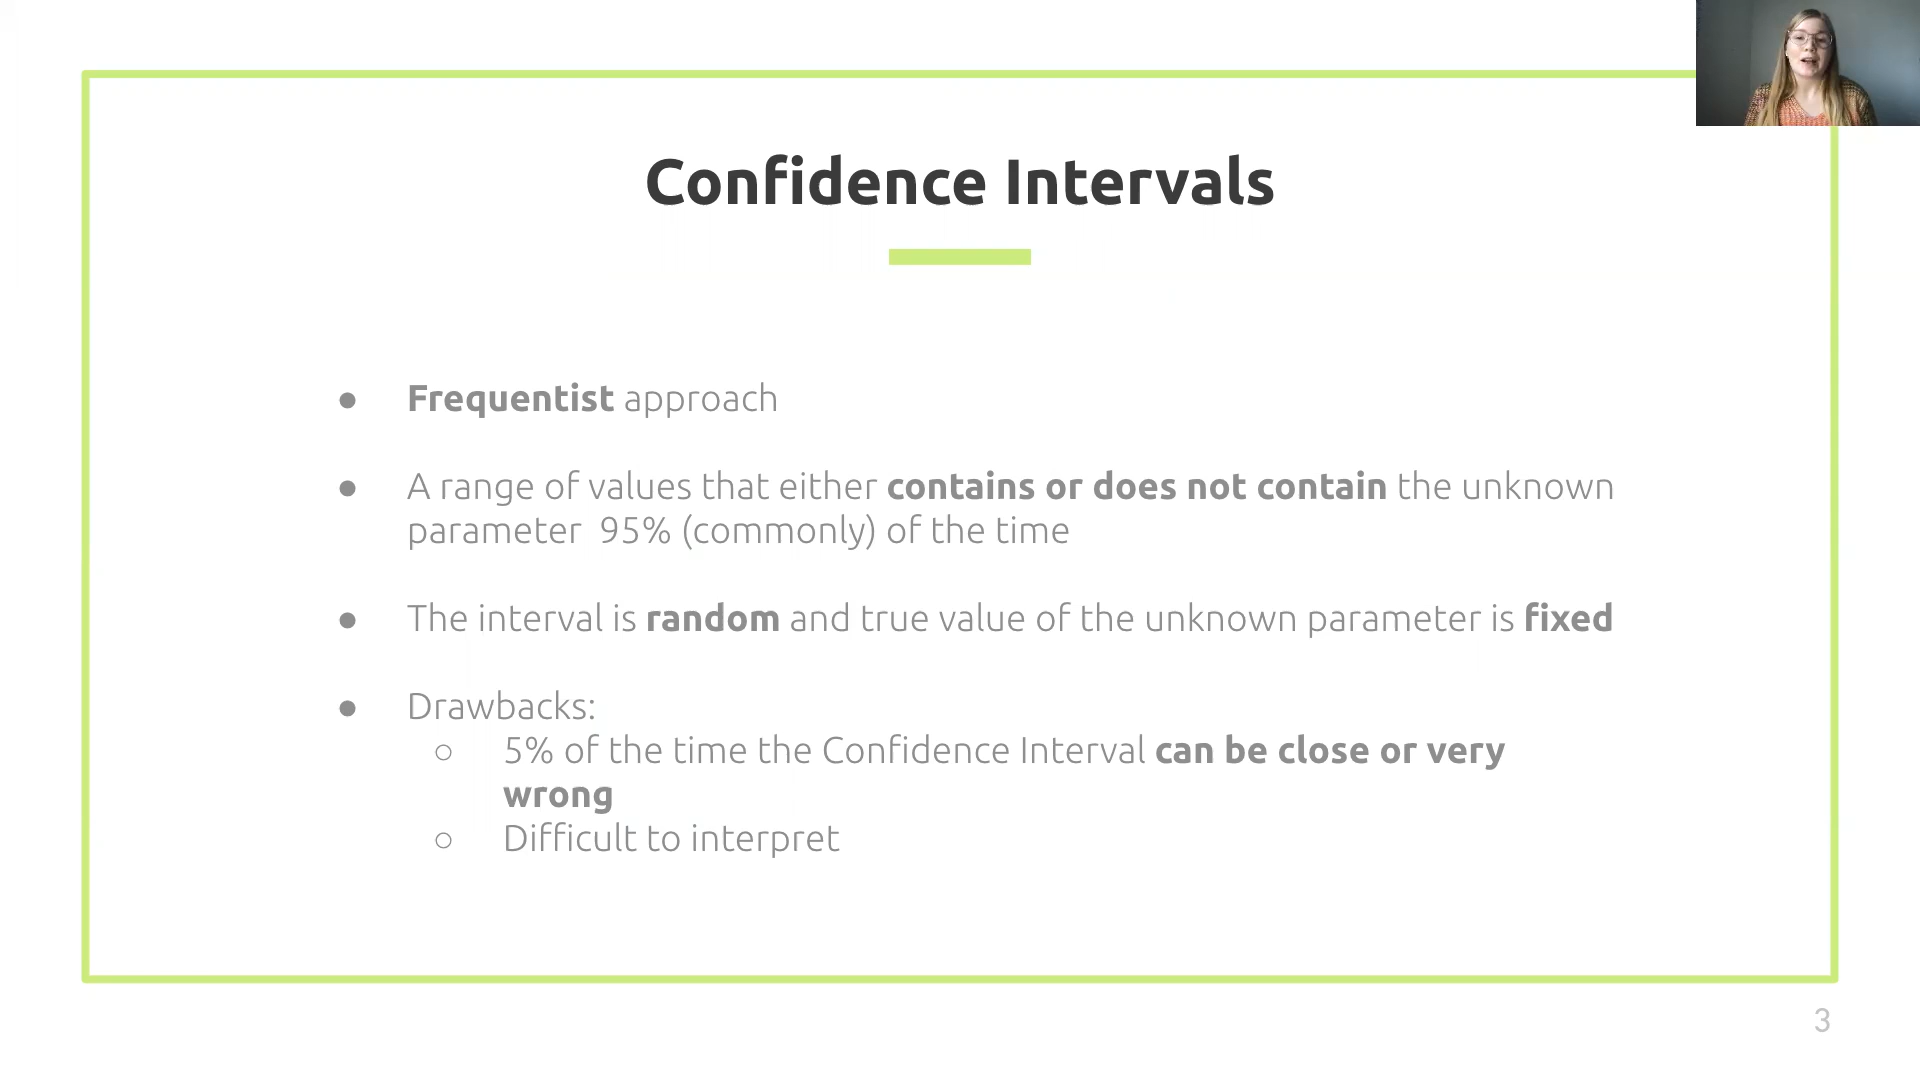 Confidence Intervals
● Frequentist approach
● A range of values that either contains or does not contain the unknown
parameter  95% (commonly) of the time
● The interval is random and true value of the unknown parameter is fixed
● Drawbacks:
○ 5% of the time the Confidence Interval can be close or very
wrong
○ Difficult to interpret
3